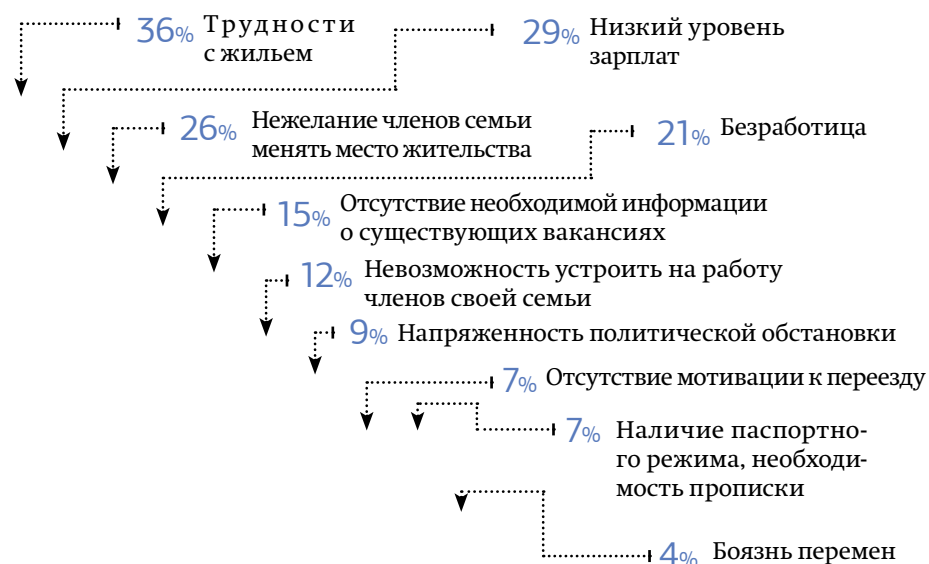 36% Трудности
с жильем
29% Низкий уровень
зарплат
26% Нежелание членов семьи
менять место жительства
21% Безработица
15% Отсутствие необходимой информации
о существующих вакансиях
12% Невозможность устроить на работу
членов своей семьи
9% Напряженность политической обстановки
7% Отсутствие мотивации к переезду
7% Наличие паспортно-
го режима, необходи-
мость прописки
4% Боязнь перемен